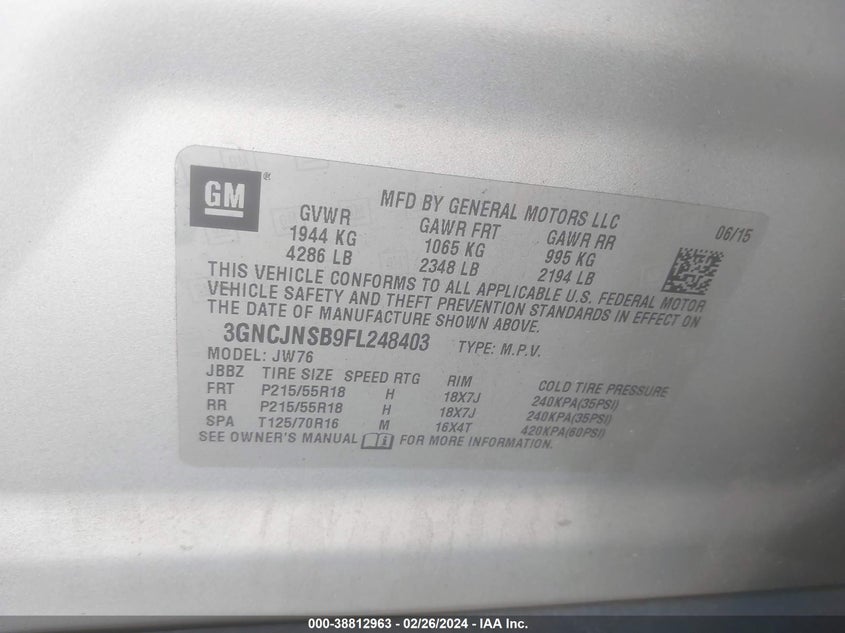 GM ®
MFD BY GENERAL MOTORS LLC
06/15
GVWR GAWR FRT GAWR RR
1944 KG 1065 KG 995 KG
4286 LB 2348 LB 2194 LB
THIS VEHICLE CONFORMS TO ALL APPLICABLE U.S. FEDERAL MOTOR
VEHICLE SAFETY AND THEFT PREVENTION STANDARDS IN EFFECT ON
THE DATE OF MANUFACTURE SHOWN ABOVE.
3GNCJNSB9FL248403 TYPE: M.P.V.
MODEL: JW76
JBBZ TIRE SIZE SPEED RTG RIM COLD TIRE PRESSURE
FRT P215/55R18 H 18X7J 240KPA(35PSI)
RR P215/55R18 H 18X7J 240KPA(35PSI)
SPA T125/70R16 M 16X4T 420KPA(60PSI)
SEE OWNER'S MANUAL i FOR MORE INFORMATION.
000-38812963 - 02/26/2024 - IAA Inc.